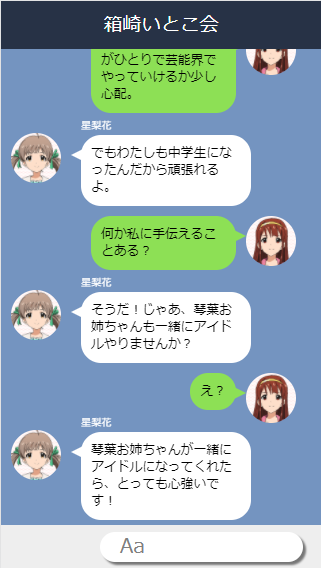 箱崎いとこ会
がひとりで芸能界で
やっていけるか少し
心配。
星梨花
でもわたしも中学生にな
ったんだから頑張れる
よ。
何か私に手伝えるこ
とある？
星梨花
そうだ！じゃあ、琴葉お
姉ちゃんも一緒にアイド
ルやりませんか？
え？
星梨花
琴葉お姉ちゃんが一緒に
アイドルになってくれた
ら、とっても心強いで
す！
Aa